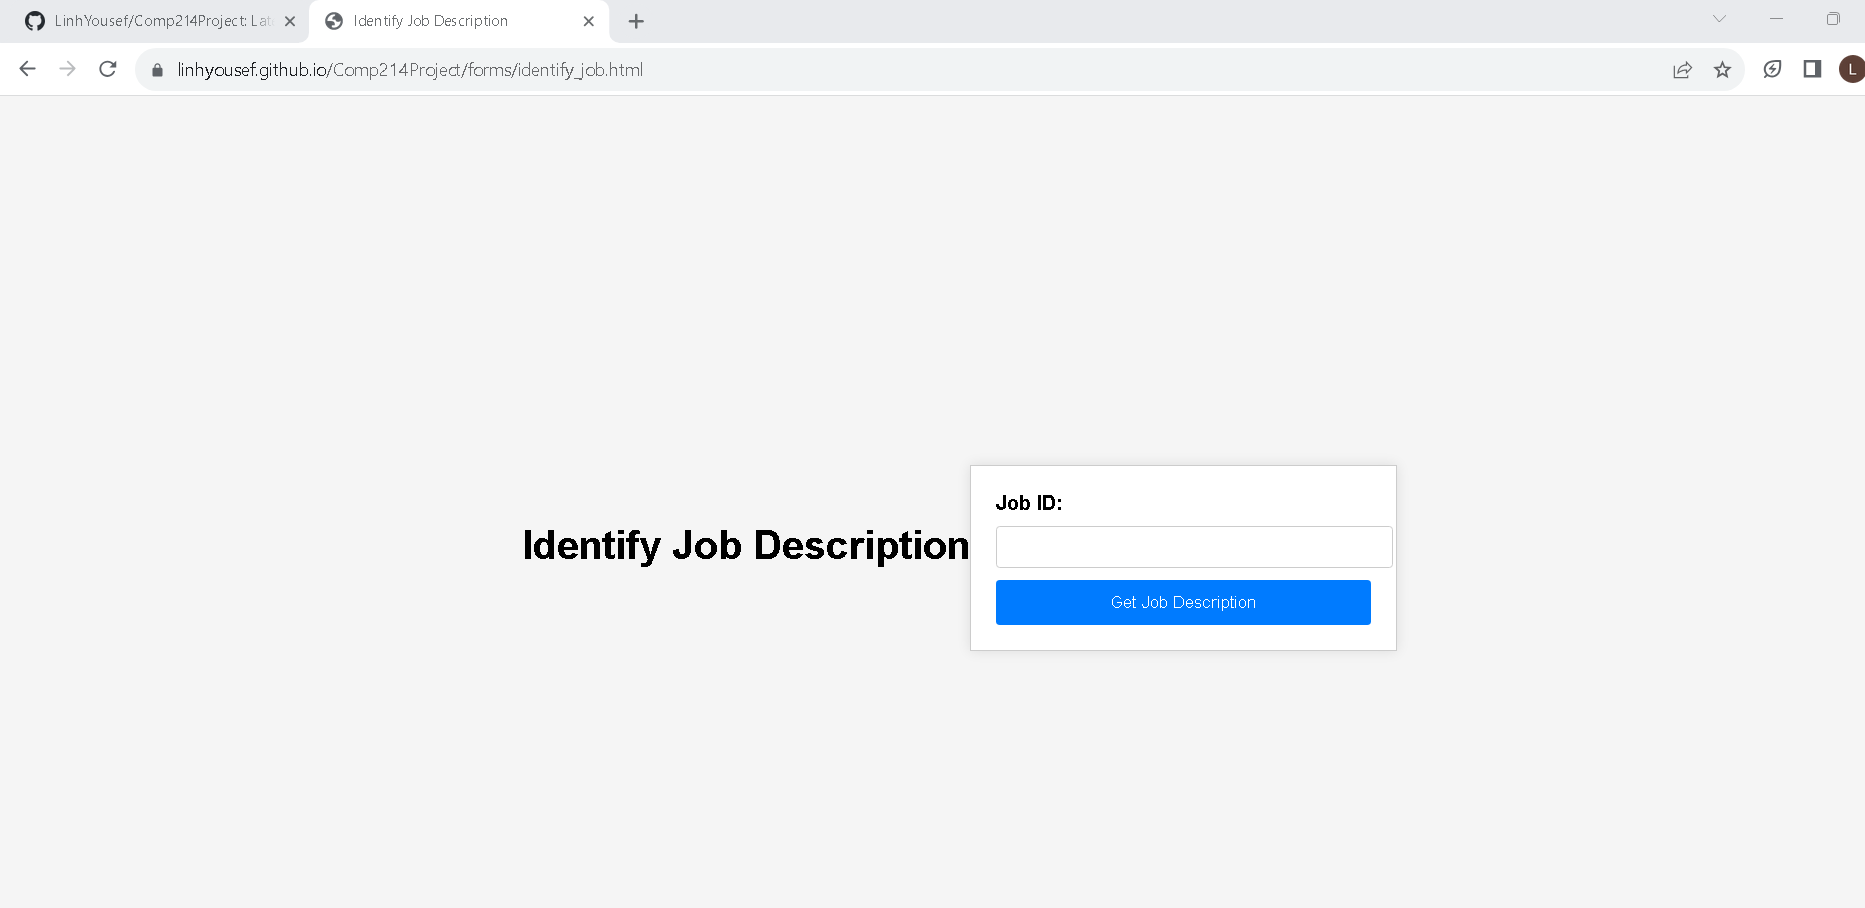 LinhYousef/Comp214Project: Late
Identify Job Description
linhyousef.github.io/Comp214Project/forms/identify_job.html
L
Identify Job Description
Job ID:
Get Job Description